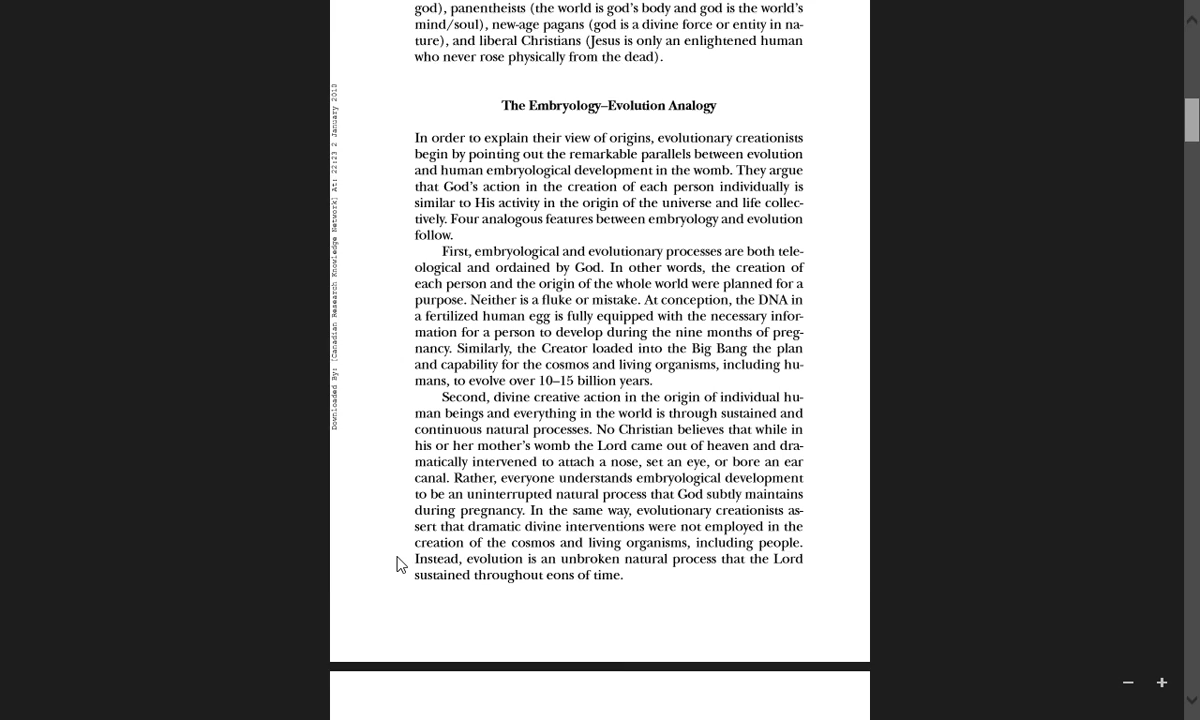 god), panentheists (the world is god's body and god is the world's
mind/soul), new-age pagans (god is a divine force or entity in na-
ture), and liberal Christians (Jesus is only an enlightened human
who never rose physically from the dead).
The Embryology–Evolution Analogy
In order to explain their view of origins, evolutionary creationists
begin by pointing out the remarkable parallels between evolution
and human embryological development in the womb. They argue
that God's action in the creation of each person individually is
similar to His activity in the origin of the universe and life collec-
tively. Four analogous features between embryology and evolution
follow.
First, embryological and evolutionary processes are both tele-
ological and ordained by God. In other words, the creation of
each person and the origin of the whole world were planned for a
purpose. Neither is a fluke or mistake. At conception, the DNA in
a fertilized human egg is fully equipped with the necessary infor-
mation for a person to develop during the nine months of preg-
nancy. Similarly, the Creator loaded into the Big Bang the plan
and capability for the cosmos and living organisms, including hu-
mans, to evolve over 10–15 billion years.
Second, divine creative action in the origin of individual hu-
man beings and everything in the world is through sustained and
continuous natural processes. No Christian believes that while in
his or her mother's womb the Lord came out of heaven and dra-
matically intervened to attach a nose, set an eye, or bore an ear
canal. Rather, everyone understands embryological development
to be an uninterrupted natural process that God subtly maintains
during pregnancy. In the same way, evolutionary creationists as-
sert that dramatic divine interventions were not employed in the
creation of the cosmos and living organisms, including people.
Instead, evolution is an unbroken natural process that the Lord
sustained throughout eons of time.
Downloaded By: [Canadian Research Knowledge Network] At: 22:23 2 January 2010